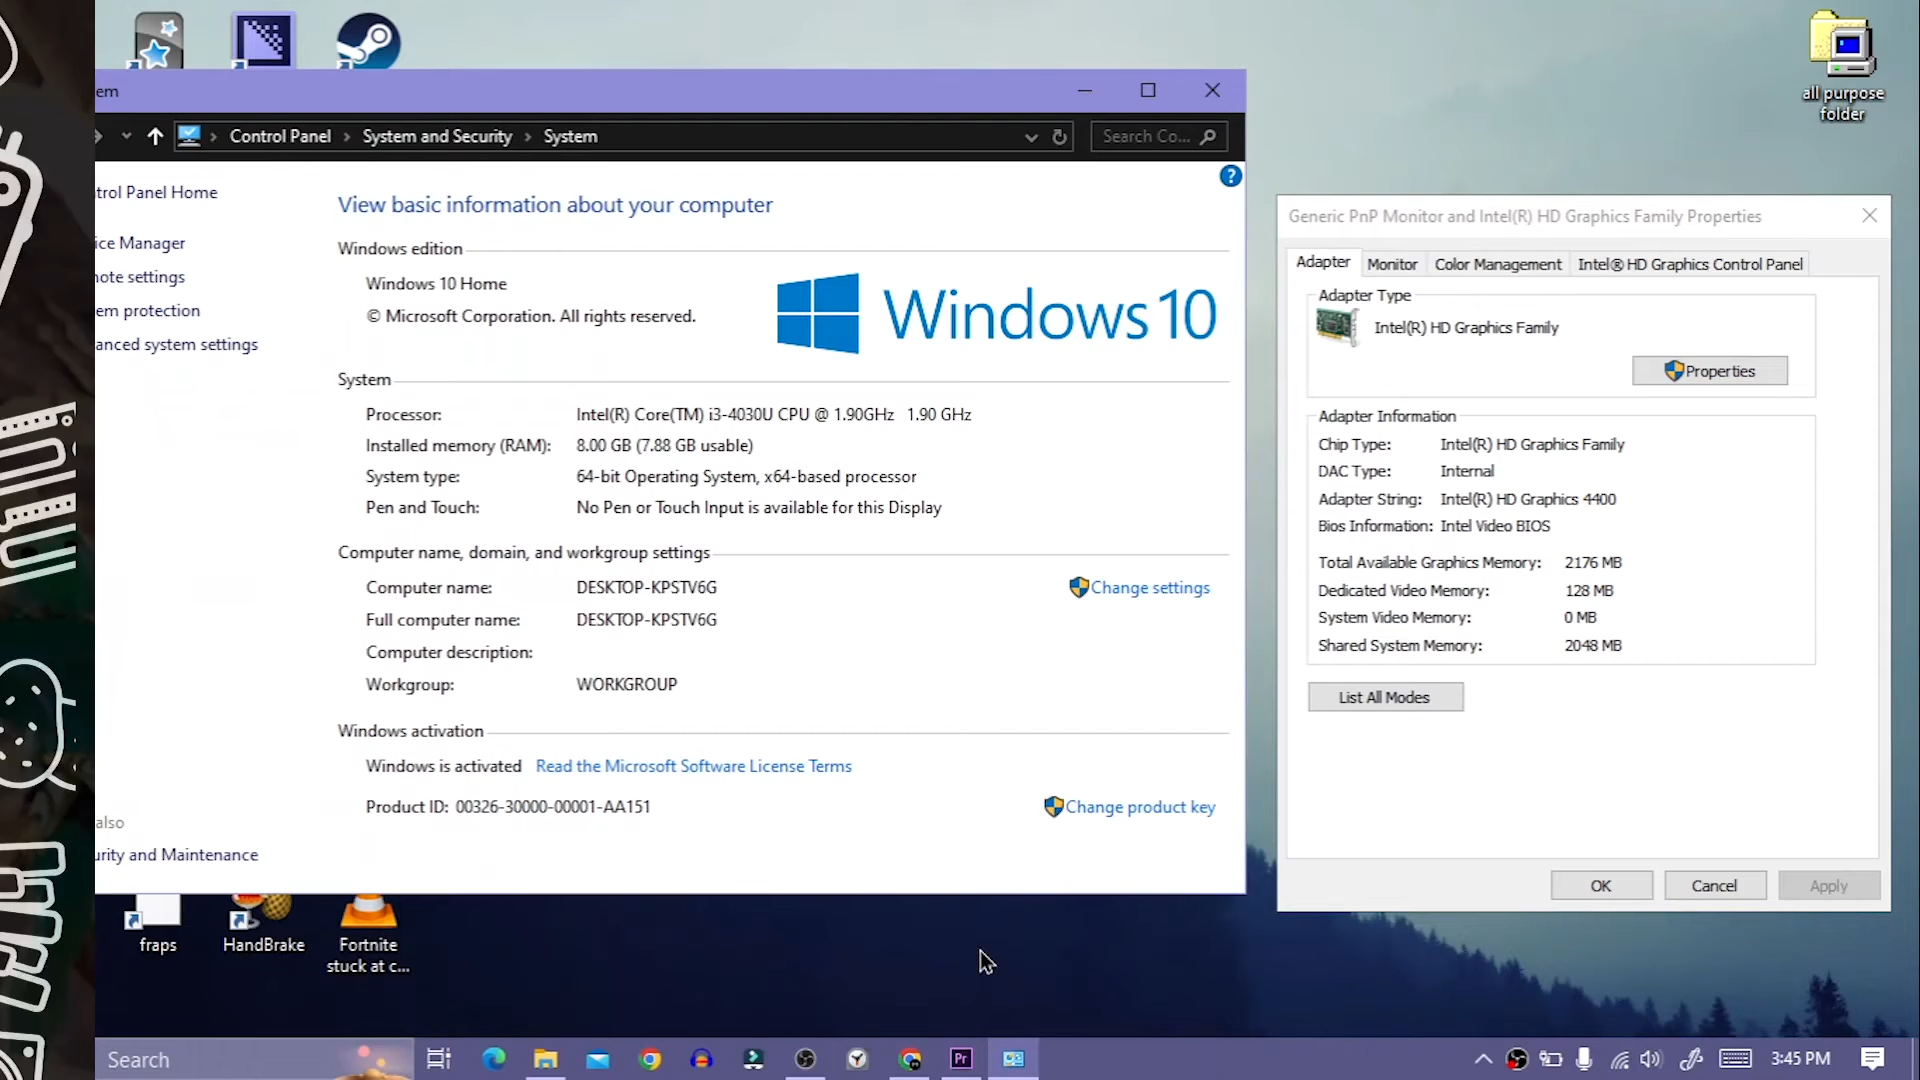 all purpose
folder
em
Control Panel > System and Security > System
Search Co...
trol Panel Home
ice Manager
note settings
em protection
anced system settings
also
urity and Maintenance
View basic information about your computer
Windows edition
Windows 10 Home
© Microsoft Corporation. All rights reserved.
Windows 10
System
Processor: Intel(R) Core(TM) i3-4030U CPU @ 1.90GHz 1.90 GHz
Installed memory (RAM): 8.00 GB (7.88 GB usable)
System type: 64-bit Operating System, x64-based processor
Pen and Touch: No Pen or Touch Input is available for this Display
Computer name, domain, and workgroup settings
Computer name: DESKTOP-KPSTV6G
Change settings
Full computer name: DESKTOP-KPSTV6G
Computer description:
Workgroup: WORKGROUP
Windows activation
Windows is activated Read the Microsoft Software License Terms
Product ID: 00326-30000-00001-AA151
Change product key
Generic PnP Monitor and Intel(R) HD Graphics Family Properties
Adapter Monitor Color Management Intel® HD Graphics Control Panel
Adapter Type
Intel(R) HD Graphics Family
Properties
Adapter Information
Chip Type: Intel(R) HD Graphics Family
DAC Type: Internal
Adapter String: Intel(R) HD Graphics 4400
Bios Information: Intel Video BIOS
Total Available Graphics Memory: 2176 MB
Dedicated Video Memory: 128 MB
System Video Memory: 0 MB
Shared System Memory: 2048 MB
List All Modes
OK Cancel Apply
fraps
HandBrake
Fortnite
stuck at c...
Search
Pr
3:45 PM